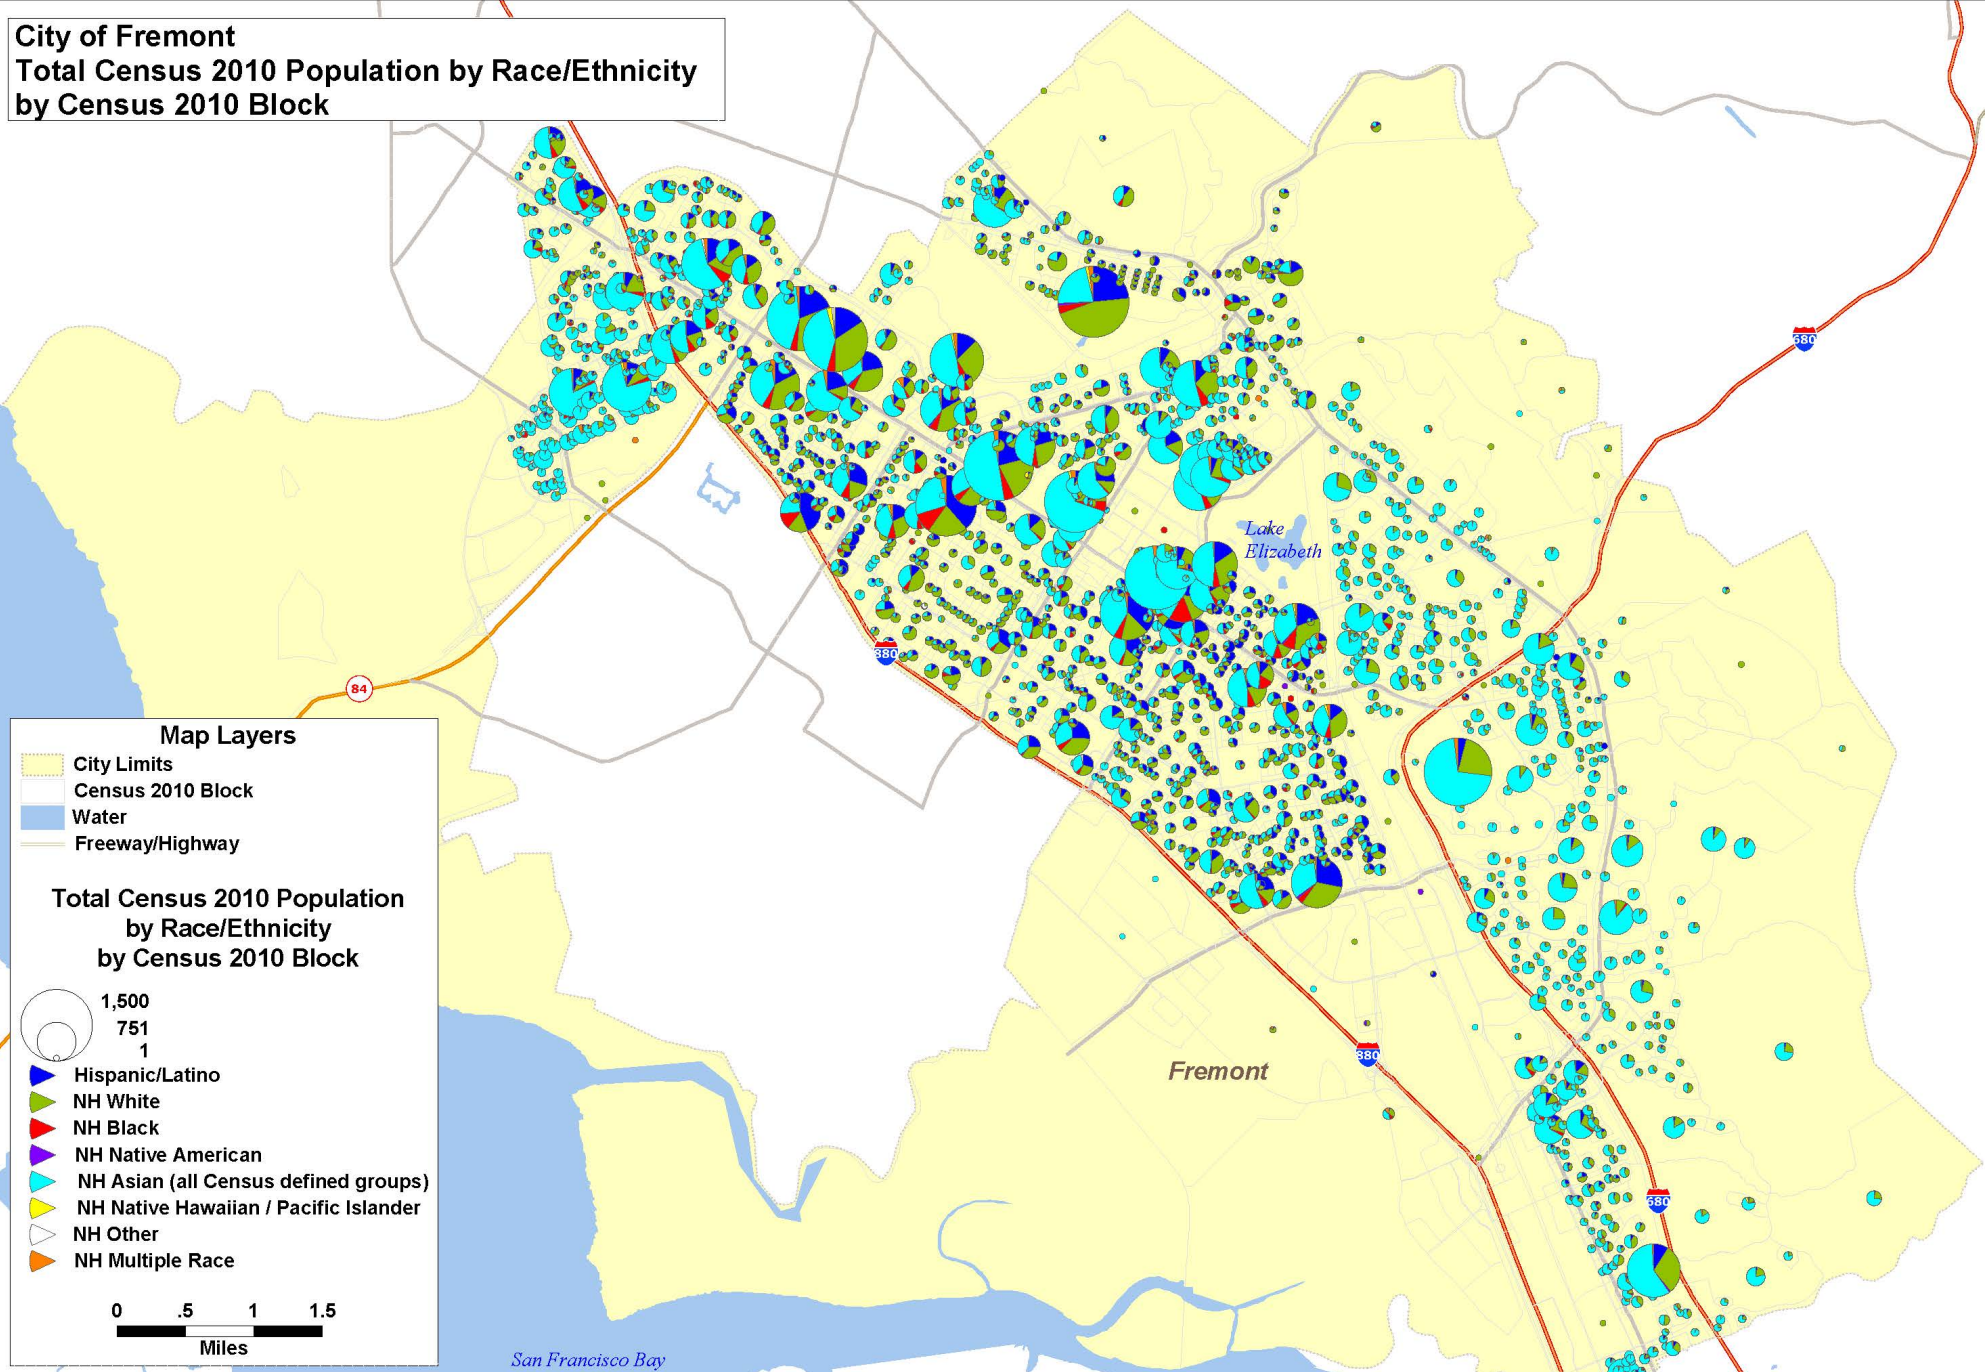 City of Fremont
Total Census 2010 Population by Race/Ethnicity
by Census 2010 Block
680
Lake
Elizabeth
880
84
Map Layers
City Limits
Census 2010 Block
Water
Freeway/Highway
Total Census 2010 Population
by Race/Ethnicity
by Census 2010 Block
1,500
751
1
Hispanic/Latino
NH White
NH Black
NH Native American
NH Asian (all Census defined groups)
NH Native Hawaiian / Pacific Islander
NH Other
NH Multiple Race
0 .5 1 1.5
Miles
880
Fremont
680
San Francisco Bay